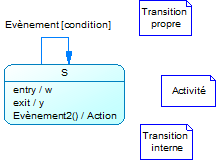 Evènement [condition]
S
entry / w
exit / y
Evènement2() / Action
Transition
propre
Activité
Transition
interne